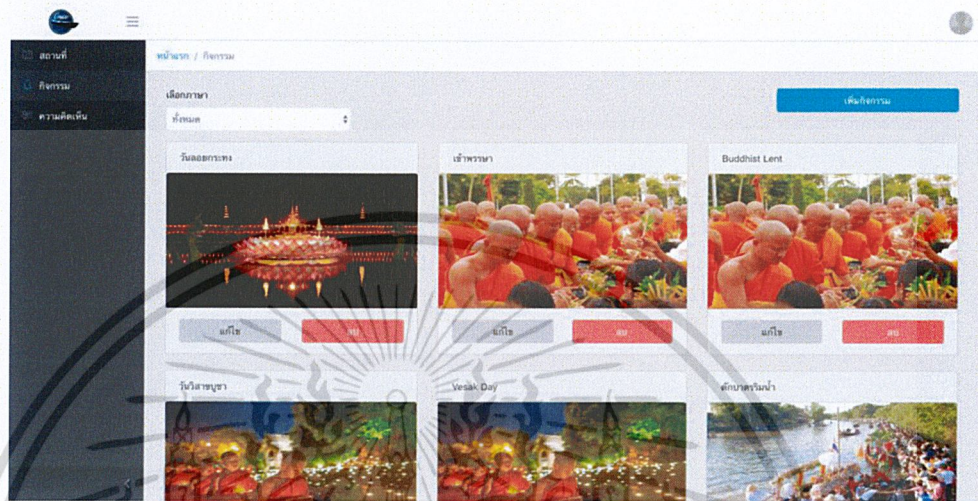 สถานที่
หน้าแรก / กิจกรรม
กิจกรรม
ความคิดเห็น
เลือกภาษา
เพิ่มกิจกรรม
ทั้งหมด
วันลอยกระทง
เข้าพรรษา
Buddhist Lent
แก้ไข
ลบ
แก้ไข
ลบ
แก้ไข
ลบ
วันวิสาขบูชา
Vesak Day
ตักบาตรริมน้ำ